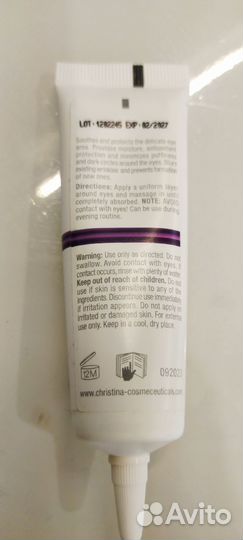 LOT 1202245 EXP 02/2027
Soothes and protects the delicate eye
area. Provides moisture, antioxidant
protection and minimizes puffiness
and dark circles around the eyes. Blurs
existing wrinkles and prevents formation
of new ones.
Directions: Apply a uniform layer
around eyes and massage in until
completely absorbed. NOTE: AVOID
contact with eyes! Can be use during
evening routine.
Warning: Use only as directed. Do not
swallow. Avoid contact with eyes. If
contact occurs, rinse with plenty of water.
Keep out of reach of children. Do not
use if skin is sensitive to any of the
ingredients. Discontinue use immediately
if irritation appears. Do not apply on
irritated or damaged skin. For external
use only. Keep in a cool, dry place.
12M
09/2023
www.christina-cosmeceuticals.com
Avito